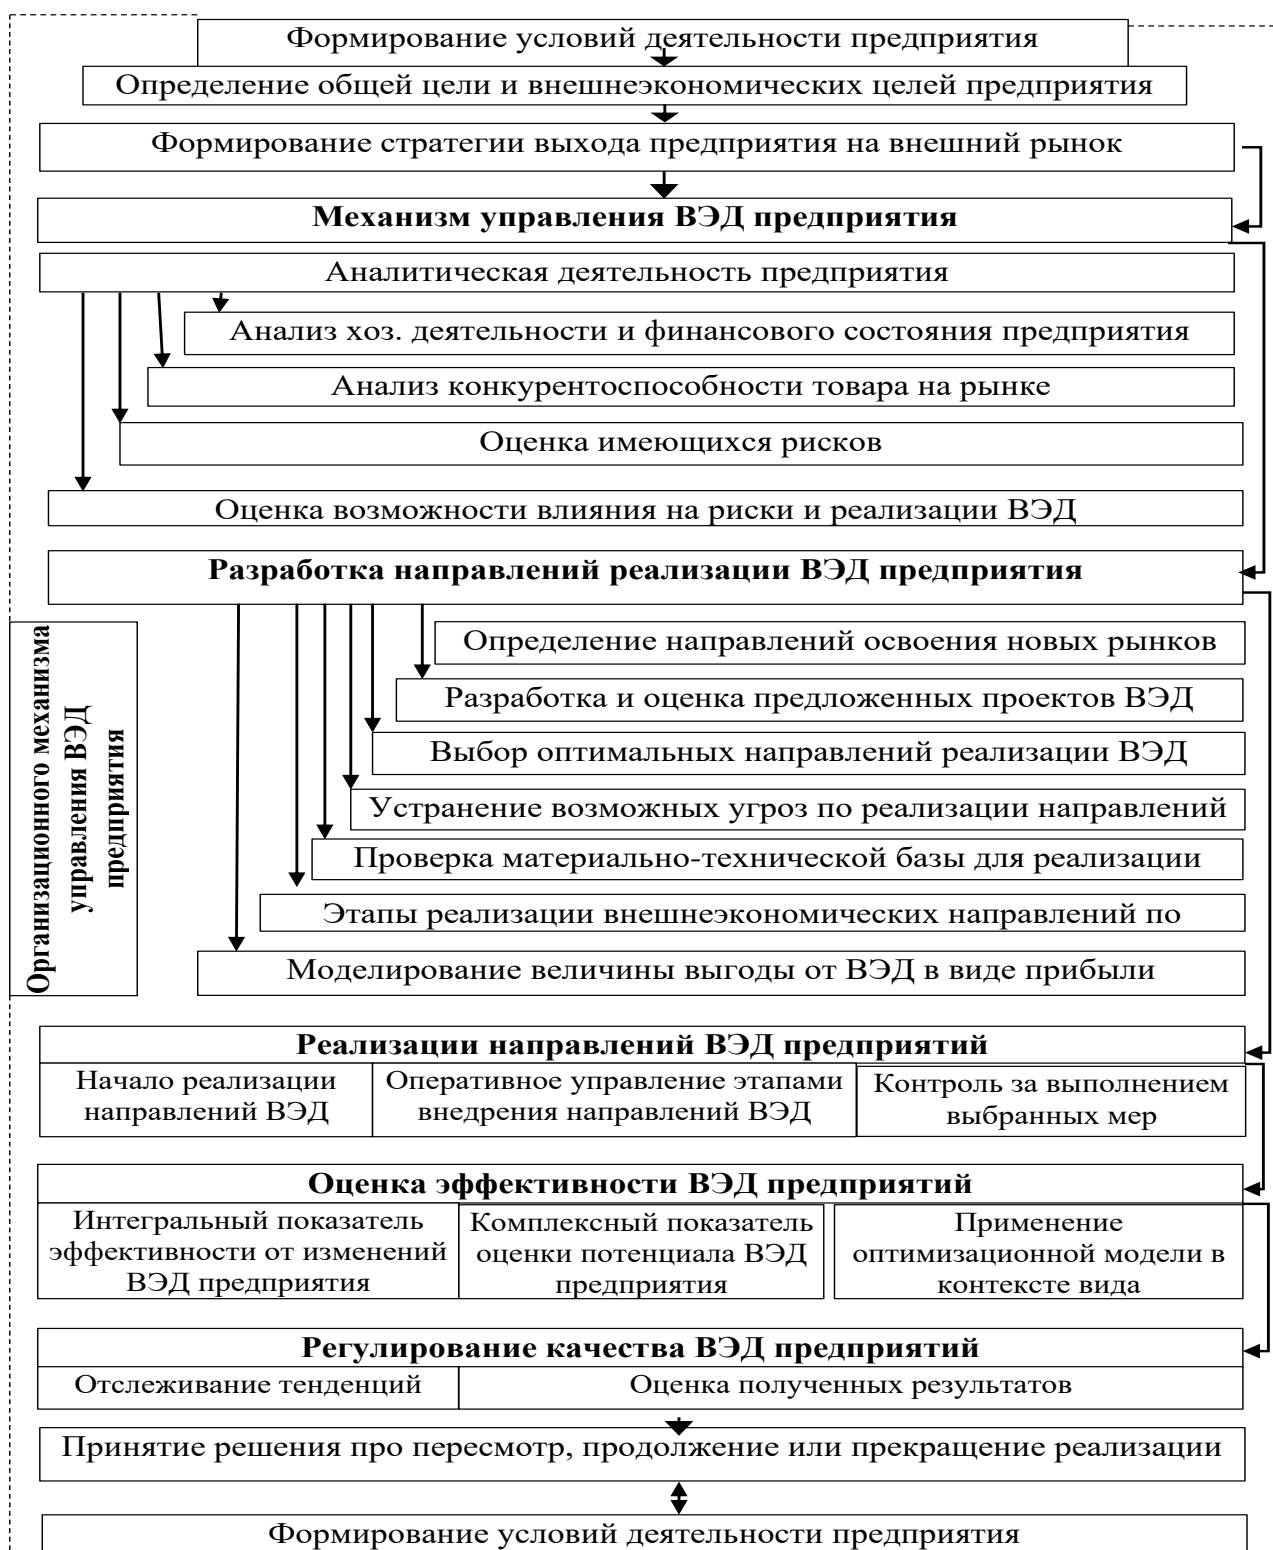 Формирование условий деятельности предприятия
Определение общей цели и внешнеэкономических целей предприятия
Формирование стратегии выхода предприятия на внешний рынок
Механизм управления ВЭД предприятия
Аналитическая деятельность предприятия
Анализ хоз. деятельности и финансового состояния предприятия
Анализ конкурентоспособности товара на рынке
Оценка имеющихся рисков
Оценка возможности влияния на риски и реализации ВЭД
Разработка направлений реализации ВЭД предприятия
Определение направлений освоения новых рынков
Разработка и оценка предложенных проектов ВЭД
Выбор оптимальных направлений реализации ВЭД
Устранение возможных угроз по реализации направлений
Проверка материально-технической базы для реализации
Этапы реализации внешнеэкономических направлений по
Моделирование величины выгоды от ВЭД в виде прибыли
Организационного механизма
управления ВЭД
предприятия
Реализации направлений ВЭД предприятий
Начало реализации
направлений ВЭД
Оперативное управление этапами
внедрения направлений ВЭД
Контроль за выполнением
выбранных мер
Оценка эффективности ВЭД предприятий
Интегральный показатель
эффективности от изменений
ВЭД предприятия
Комплексный показатель
оценки потенциала ВЭД
предприятия
Применение
оптимизационной модели в
контексте вида
Регулирование качества ВЭД предприятий
Отслеживание тенденций
Оценка полученных результатов
Принятие решения про пересмотр, продолжение или прекращение реализации
Формирование условий деятельности предприятия